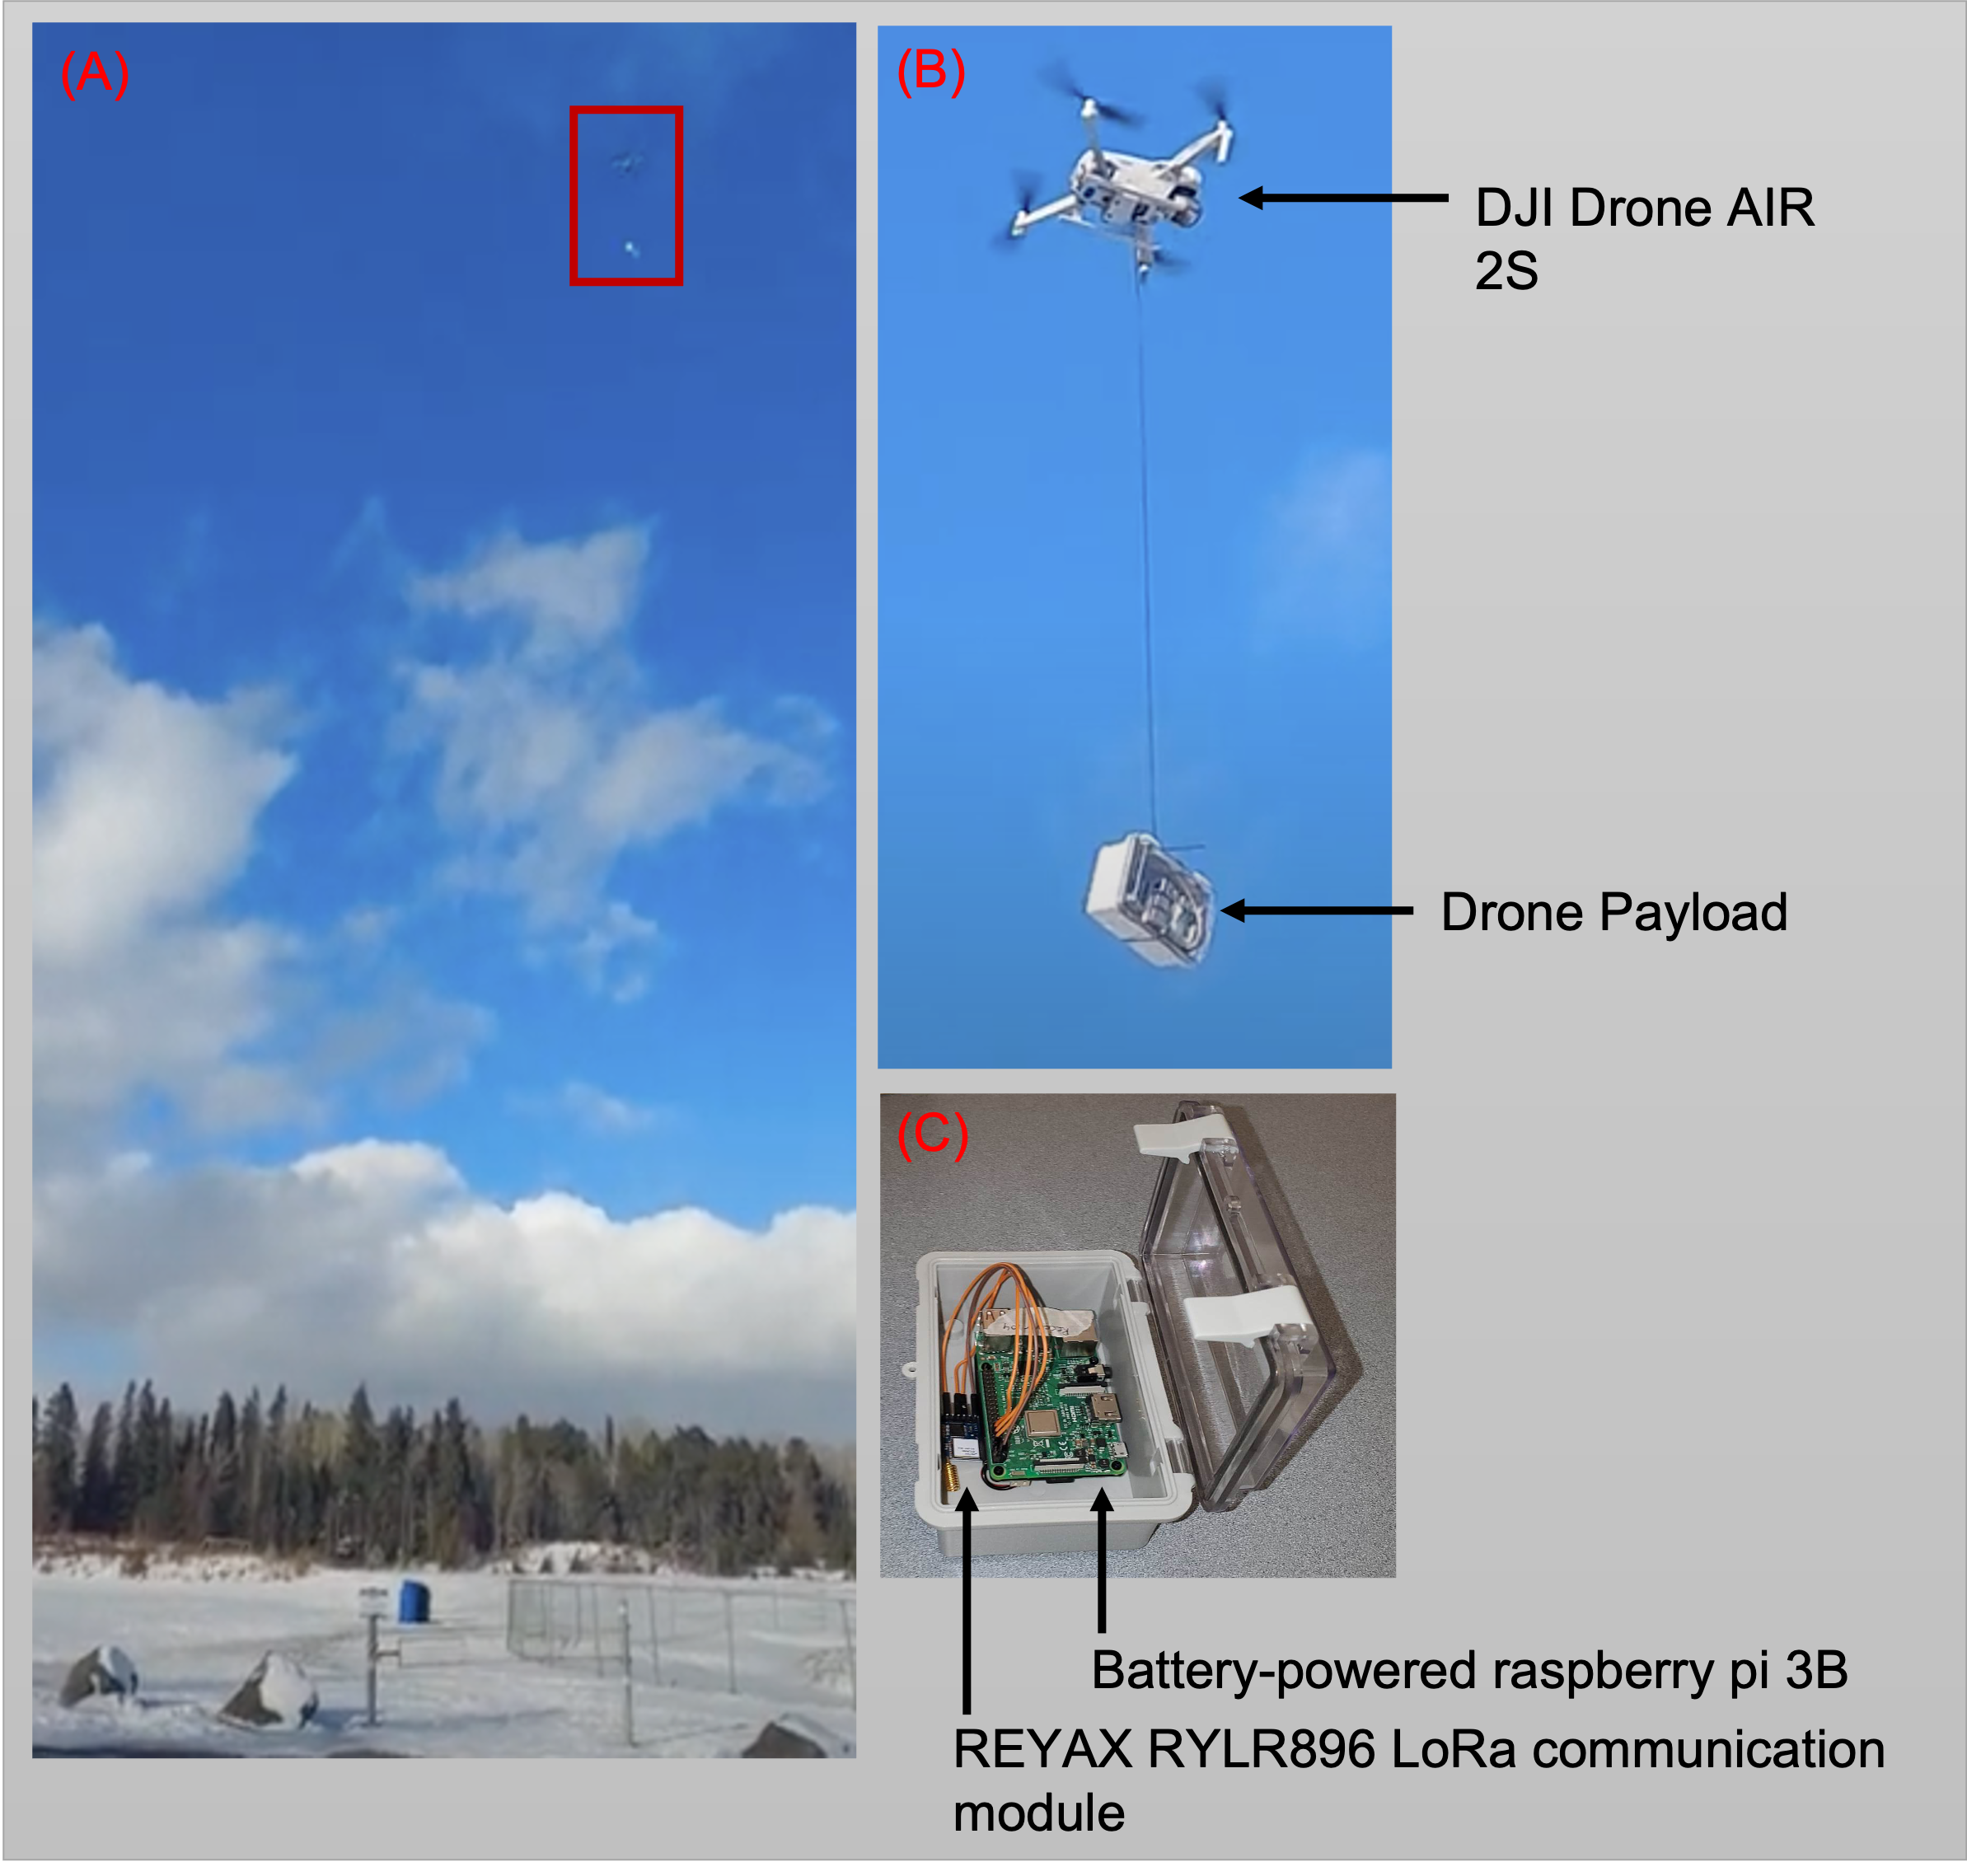 (A)
(B)
DJI Drone AIR
2S
Drone Payload
(C)
Battery-powered raspberry pi 3B
REYAX RYLR896 LoRa communication
module